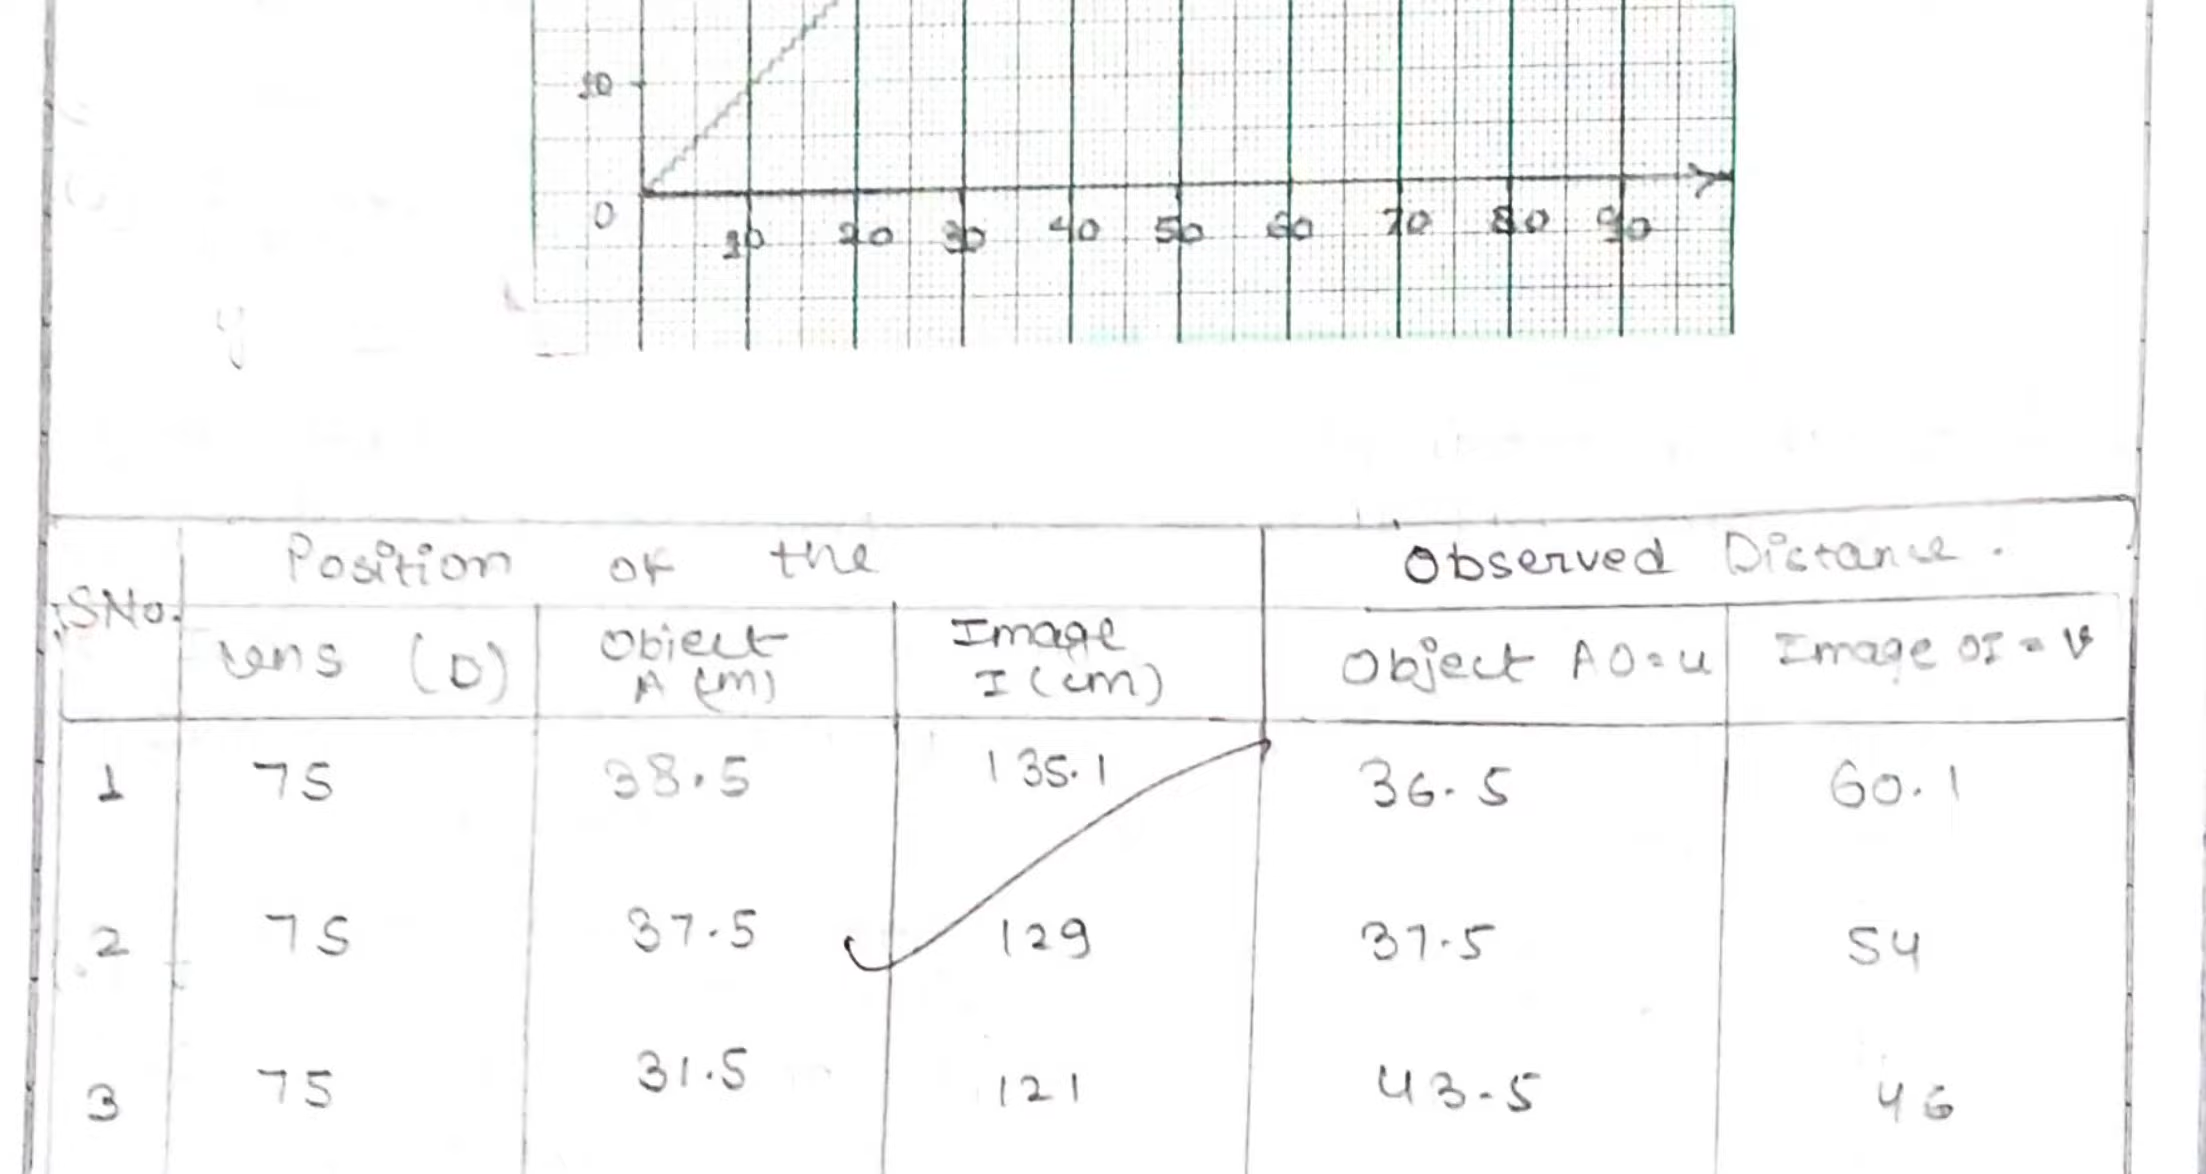 10
0
10 20 30 40 50 60 70 80 90
SNo. Position of the Observed Distance.
Lens (O) Object A (cm) Image I (cm) Object AO = u Image OI = v
1 75 38.5 135.1 36.5 60.1
2 75 37.5 129 37.5 54
3 75 31.5 121 43.5 46